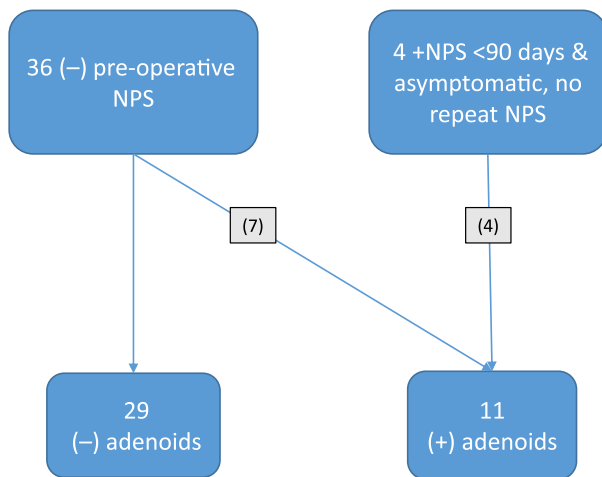 36 (–) pre-operative
NPS
4 +NPS <90 days &
asymptomatic, no
repeat NPS
(7)
(4)
29
(–) adenoids
11
(+) adenoids